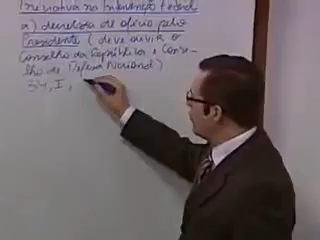 Iniciativa na Intervenção Federal
a) decretada de ofício pelo
Presidente (deve ouvir o
Conselho da República e Conse-
lho de Defesa Nacional)
34, I,